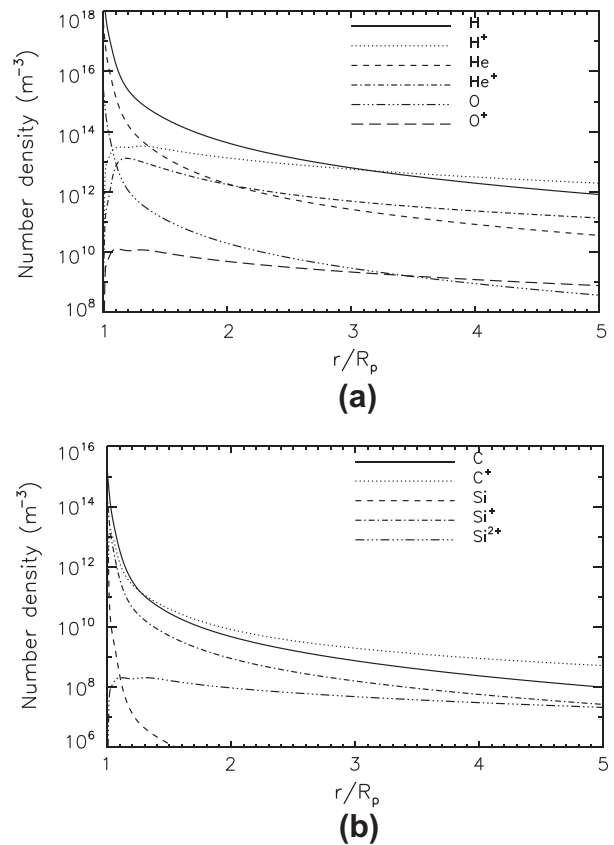 10^18
10^16
10^14
10^12
10^10
10^8
Number density (m^-3)
H
H^+
He
He^+
O
O^+
1 2 3 4 5
r/R_p
(a)
10^16
10^14
10^12
10^10
10^8
10^6
Number density (m^-3)
C
C^+
Si
Si^+
Si^2+
1 2 3 4 5
r/R_p
(b)